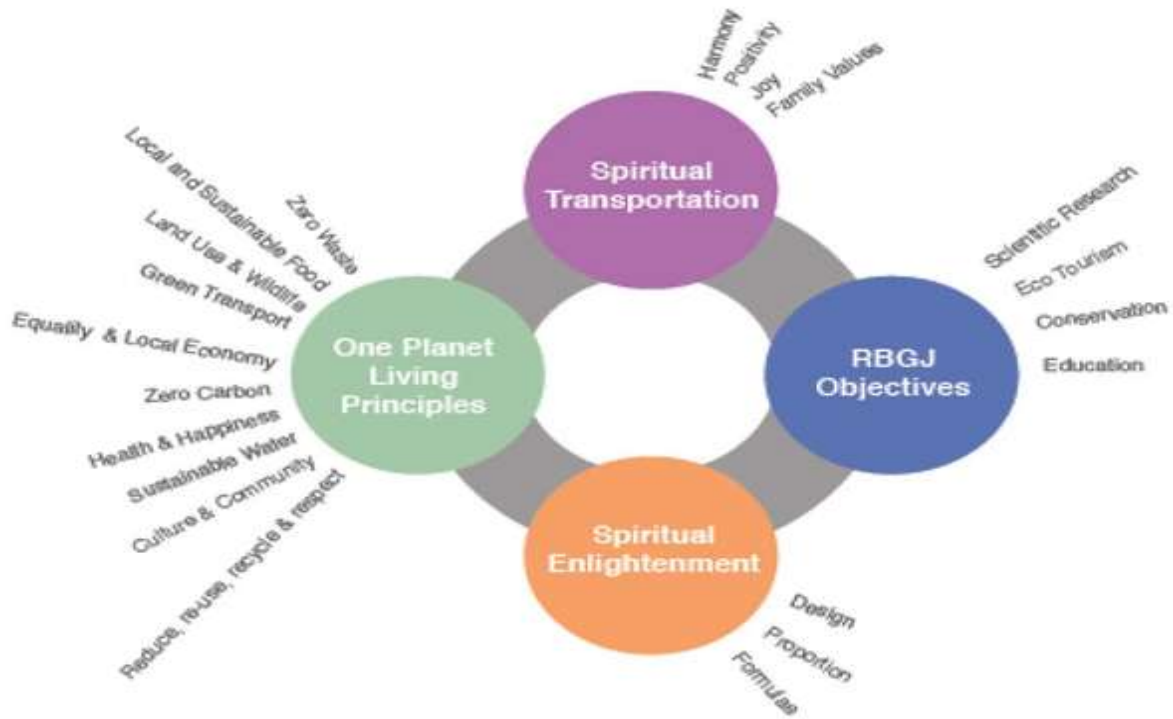 Harmony
Positivity
Joy
Family Values
Spiritual
Transportation
Scientific Research
Eco Tourism
Conservation
Education
RBGJ
Objectives
Zero Waste
Local and Sustainable Food
Land Use & Wildlife
Green Transport
Equality & Local Economy
Zero Carbon
Health & Happiness
Sustainable Water
Culture & Community
Reduce, re-use, recycle & respect
One Planet
Living
Principles
Spiritual
Enlightenment
Design
Proportion
Formulas